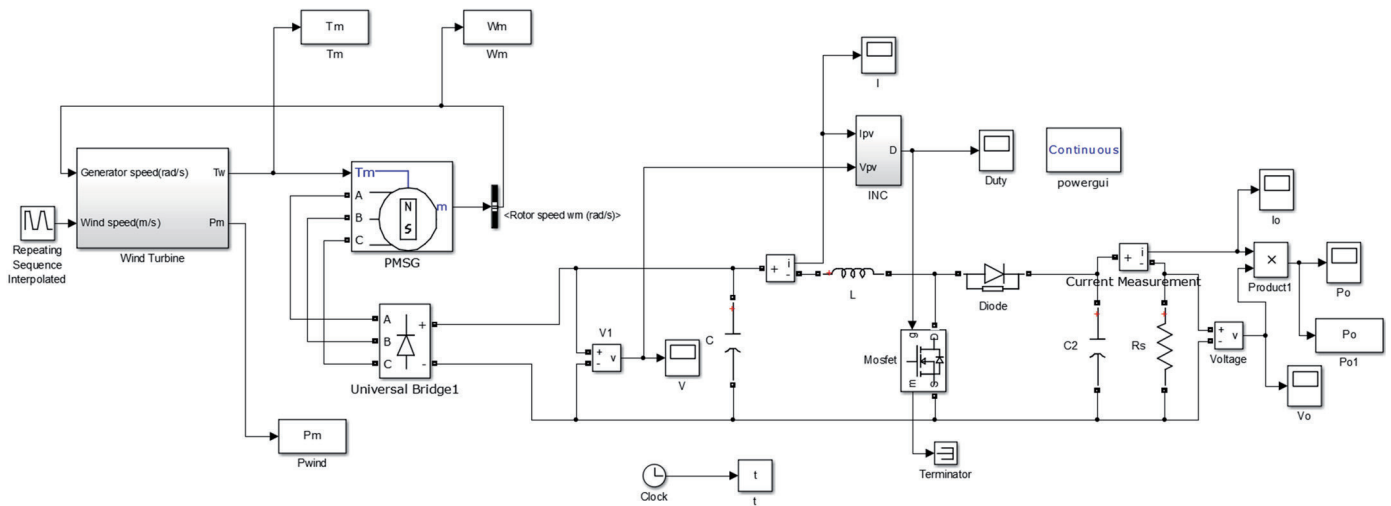 Tm
Tm
Wm
Wm
I
Generator speed(rad/s)
Tw
Wind speed(m/s)
Pm
Wind Turbine
Repeating
Sequence
Interpolated
Tm
A
B
C
N
S
m
PMSG
<Rotor speed wm (rad/s)>
Ipv
Vpv
D
INC
Duty
Continuous
powergui
Io
×
Product1
Po
Po
Po1
A
B
C
+
-
Universal Bridge1
V1
+
-
v
V
C
+
i
-
+
L
Diode
g
D
m
S
Mosfet
Terminator
+
i
-
Current Measurement
+
C2
+
Rs
+
-
v
Voltage
Vo
Pm
Pwind
Clock
t
t